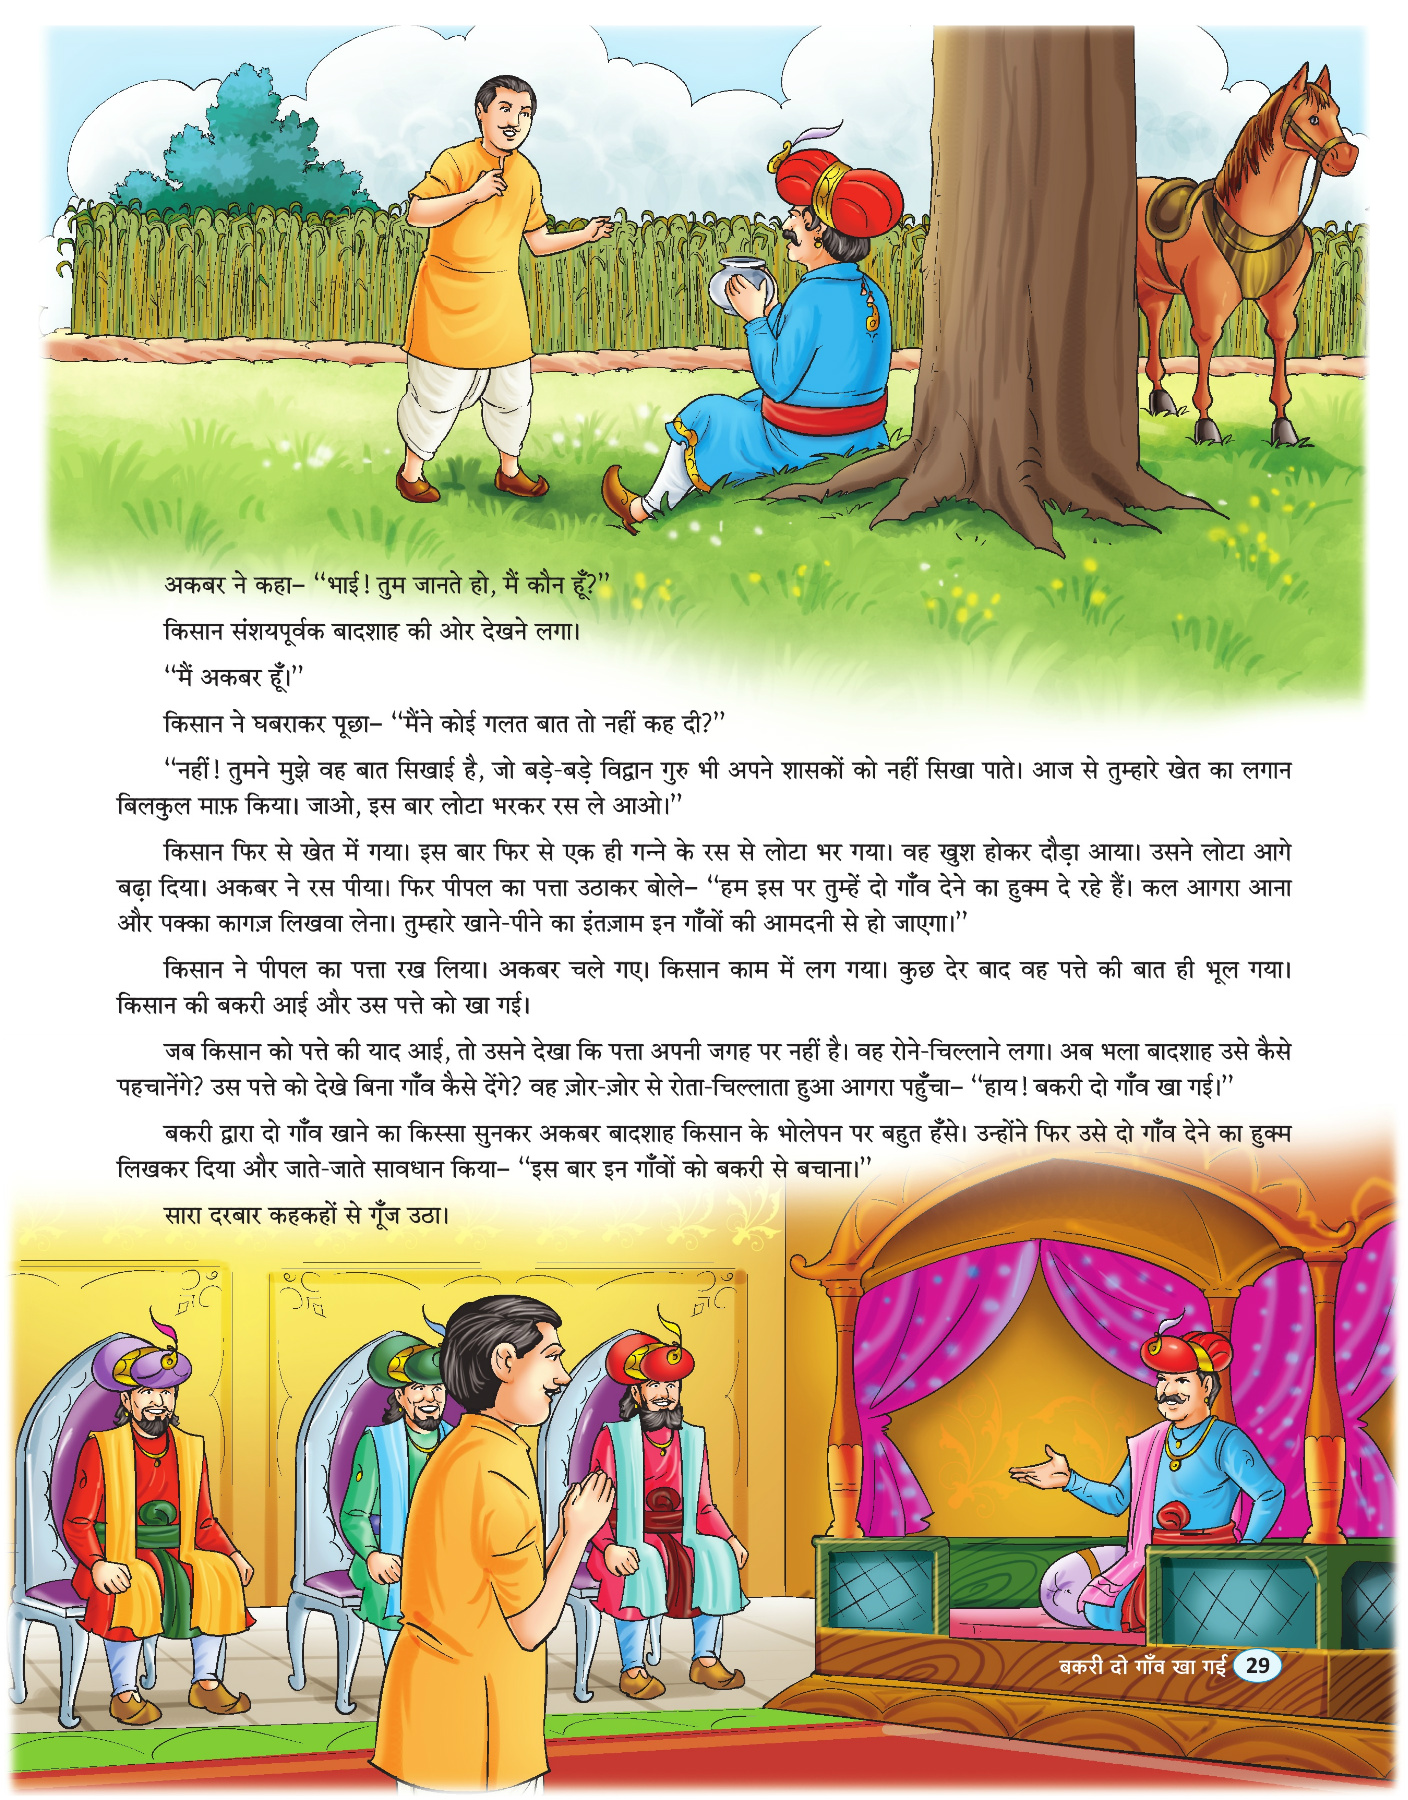 अकबर ने कहा– “भाई! तुम जानते हो, मैं कौन हूँ?”
किसान संशयपूर्वक बादशाह की ओर देखने लगा।
“मैं अकबर हूँ।”
किसान ने घबराकर पूछा– “मैंने कोई गलत बात तो नहीं कह दी?”
“नहीं! तुमने मुझे वह बात सिखाई है, जो बड़े-बड़े विद्वान गुरु भी अपने शासकों को नहीं सिखा पाते। आज से तुम्हारे खेत का लगान
बिलकुल माफ़ किया। जाओ, इस बार लोटा भरकर रस ले आओ।”
किसान फिर से खेत में गया। इस बार फिर से एक ही गन्ने के रस से लोटा भर गया। वह खुश होकर दौड़ा आया। उसने लोटा आगे
बढ़ा दिया। अकबर ने रस पीया। फिर पीपल का पत्ता उठाकर बोले– “हम इस पर तुम्हें दो गाँव देने का हुक्म दे रहे हैं। कल आगरा आना
और पक्का कागज़ लिखवा लेना। तुम्हारे खाने-पीने का इंतज़ाम इन गाँवों की आमदनी से हो जाएगा।”
किसान ने पीपल का पत्ता रख लिया। अकबर चले गए। किसान काम में लग गया। कुछ देर बाद वह पत्ते की बात ही भूल गया।
किसान की बकरी आई और उस पत्ते को खा गई।
जब किसान को पत्ते की याद आई, तो उसने देखा कि पत्ता अपनी जगह पर नहीं है। वह रोने-चिल्लाने लगा। अब भला बादशाह उसे कैसे
पहचानेंगे? उस पत्ते को देखे बिना गाँव कैसे देंगे? वह ज़ोर-ज़ोर से रोता-चिल्लाता हुआ आगरा पहुँचा– “हाय! बकरी दो गाँव खा गई।”
बकरी द्वारा दो गाँव खाने का किस्सा सुनकर अकबर बादशाह किसान के भोलेपन पर बहुत हँसे। उन्होंने फिर उसे दो गाँव देने का हुक्म
लिखकर दिया और जाते-जाते सावधान किया– “इस बार इन गाँवों को बकरी से बचाना।”
सारा दरबार कहकहों से गूँज उठा।
बकरी दो गाँव खा गई 29